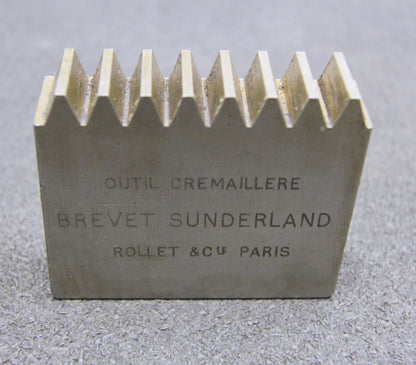 OUTIL CREMAILLERE
BREVET SUNDERLAND
ROLLET & CIE PARIS